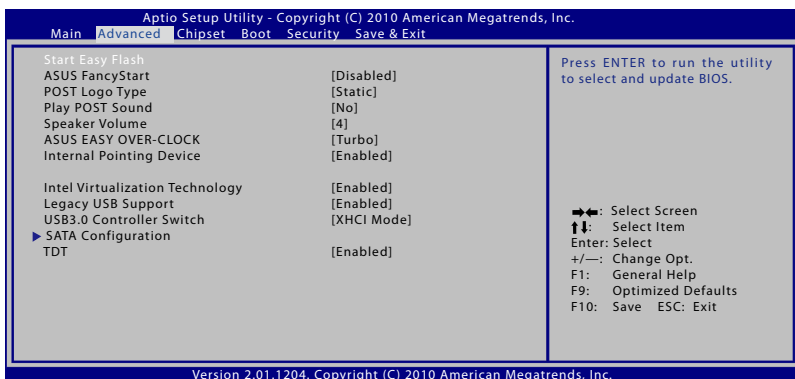 Aptio Setup Utility - Copyright (C) 2010 American Megatrends, Inc.
Main Advanced Chipset Boot Security Save & Exit
Start Easy Flash
ASUS FancyStart [Disabled]
POST Logo Type [Static]
Play POST Sound [No]
Speaker Volume [4]
ASUS EASY OVER-CLOCK [Turbo]
Internal Pointing Device [Enabled]
Intel Virtualization Technology [Enabled]
Legacy USB Support [Enabled]
USB3.0 Controller Switch [XHCI Mode]
SATA Configuration
TDT [Enabled]
Press ENTER to run the utility
to select and update BIOS.
→←: Select Screen
↑↓: Select Item
Enter: Select
+/—: Change Opt.
F1: General Help
F9: Optimized Defaults
F10: Save ESC: Exit
Version 2.01.1204. Copyright (C) 2010 American Megatrends, Inc.